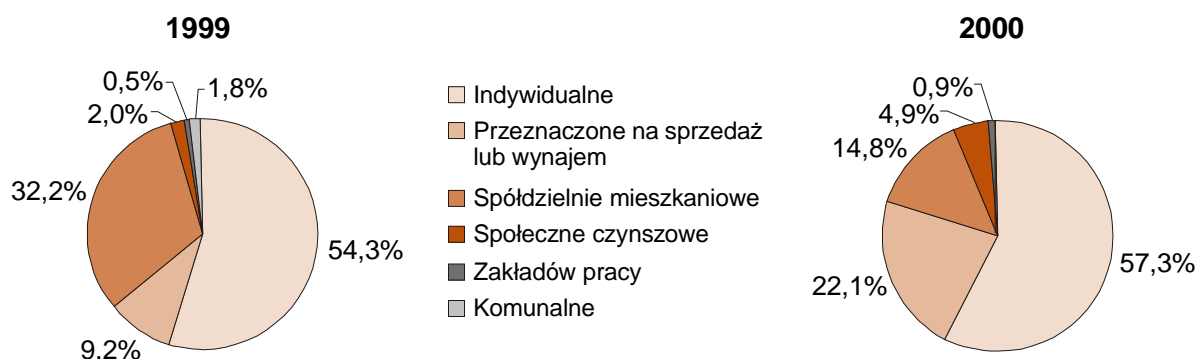 1999
0,5%
1,8%
2,0%
32,2%
54,3%
9,2%
Indywidualne
Przeznaczone na sprzedaż
lub wynajem
Spółdzielnie mieszkaniowe
Społeczne czynszowe
Zakładów pracy
Komunalne
2000
0,9%
4,9%
14,8%
57,3%
22,1%